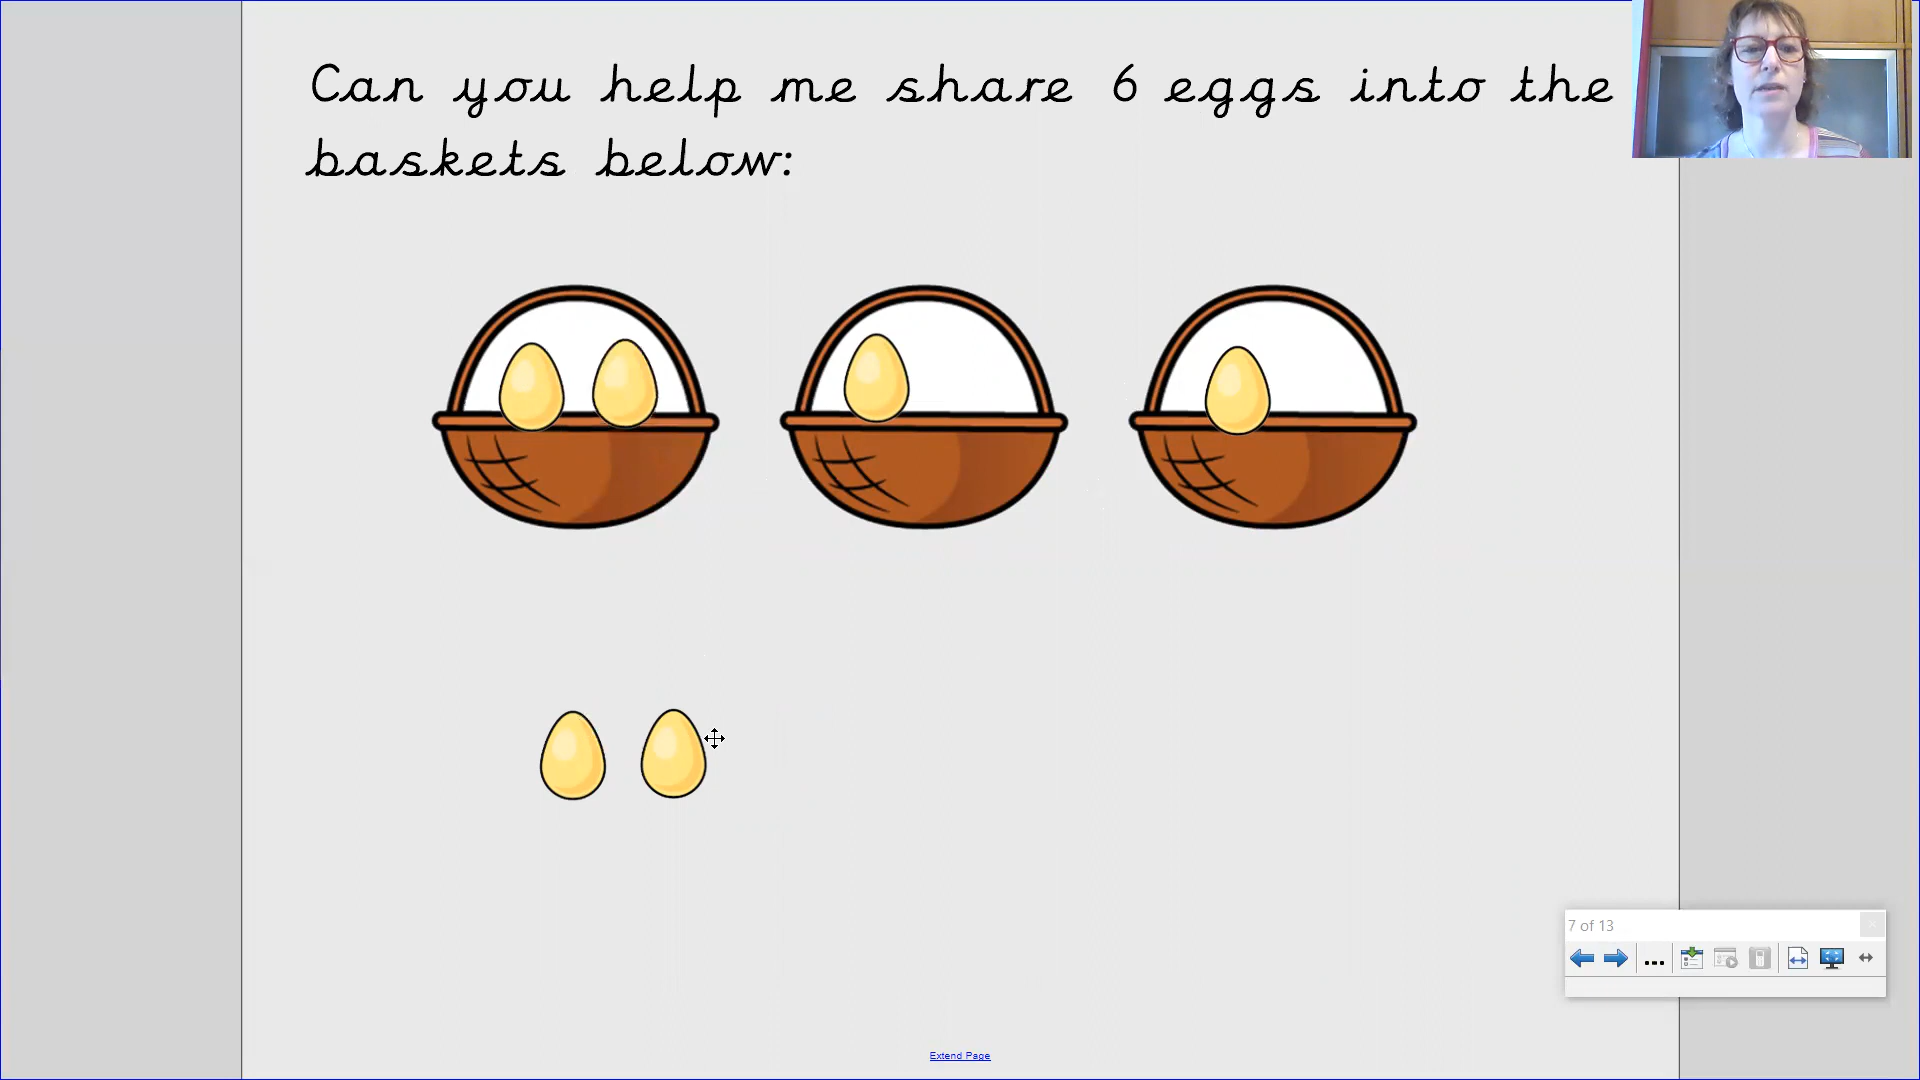 Can you help me share 6 eggs into the
baskets below:
7 of 13
Extend Page